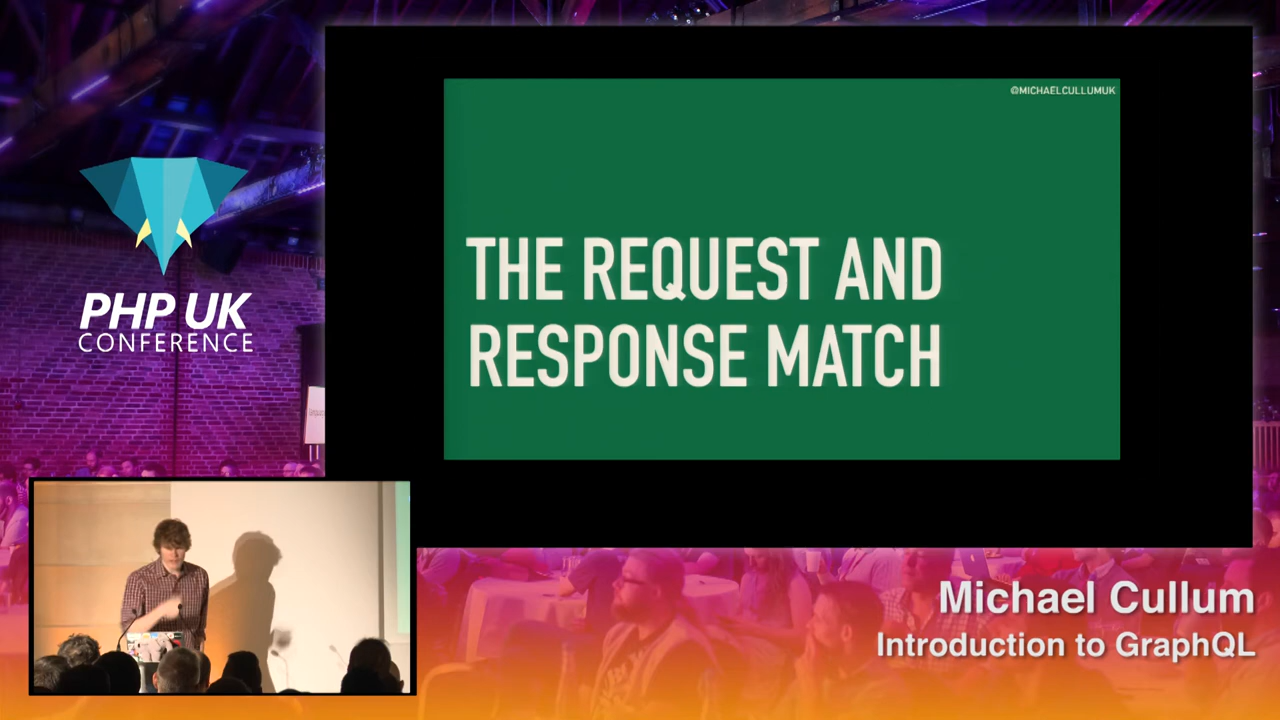 @MICHAELCULLUMUK
THE REQUEST AND
RESPONSE MATCH
PHP UK
CONFERENCE
Michael Cullum
Introduction to GraphQL